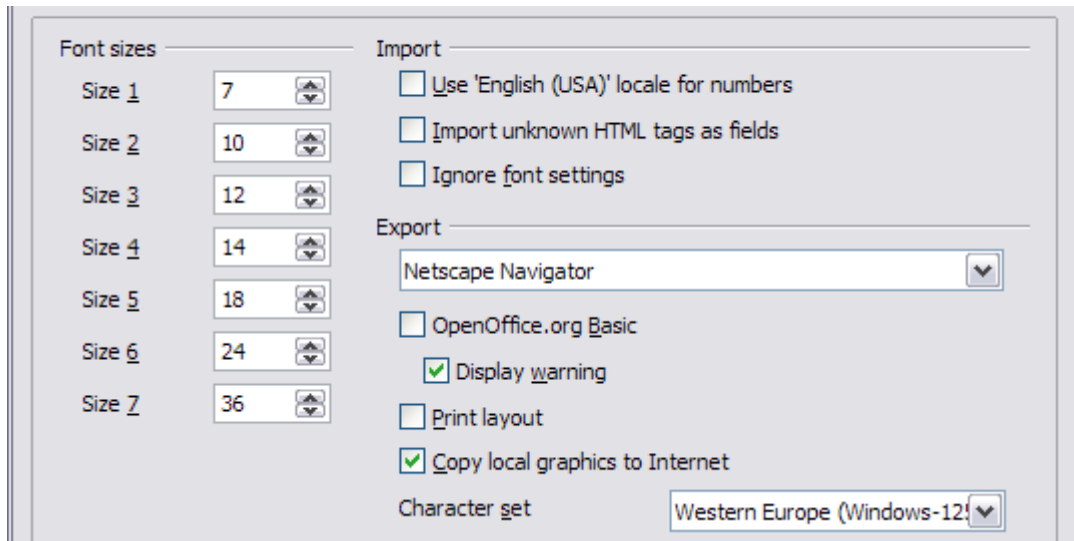 Font sizes
Size 1 7
Size 2 10
Size 3 12
Size 4 14
Size 5 18
Size 6 24
Size 7 36
Import
Use 'English (USA)' locale for numbers
Import unknown HTML tags as fields
Ignore font settings
Export
Netscape Navigator
OpenOffice.org Basic
Display warning
Print layout
Copy local graphics to Internet
Character set Western Europe (Windows-12